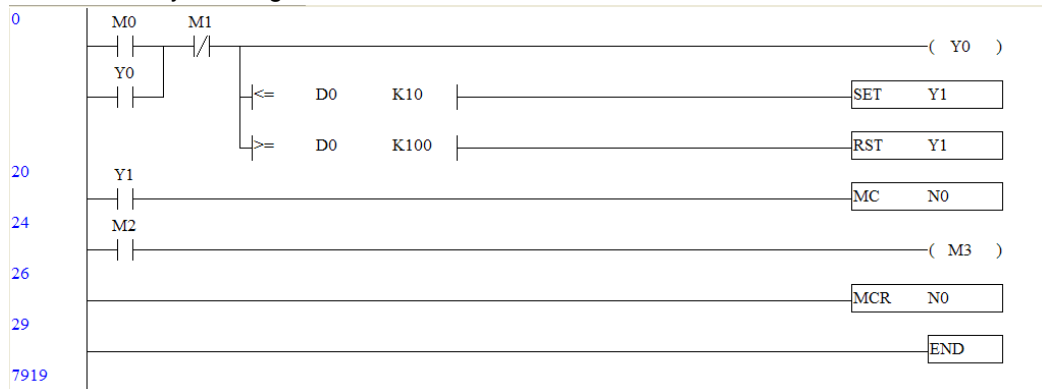 0 M0 M1 ( Y0 )
Y0
<= D0 K10 SET Y1
>= D0 K100 RST Y1
20 Y1 MC N0
24 M2 ( M3 )
26 MCR N0
29 END
7919